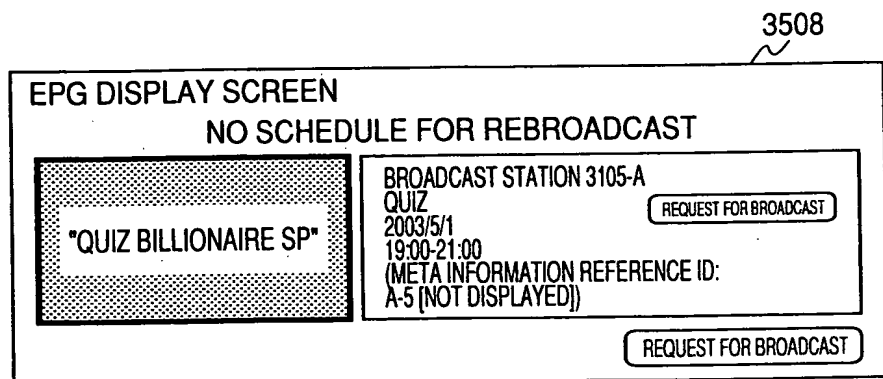 3508
EPG DISPLAY SCREEN
NO SCHEDULE FOR REBROADCAST
"QUIZ BILLIONAIRE SP"
BROADCAST STATION 3105-A
QUIZ
REQUEST FOR BROADCAST
2003/5/1
19:00-21:00
(META INFORMATION REFERENCE ID:
A-5 [NOT DISPLAYED])
REQUEST FOR BROADCAST